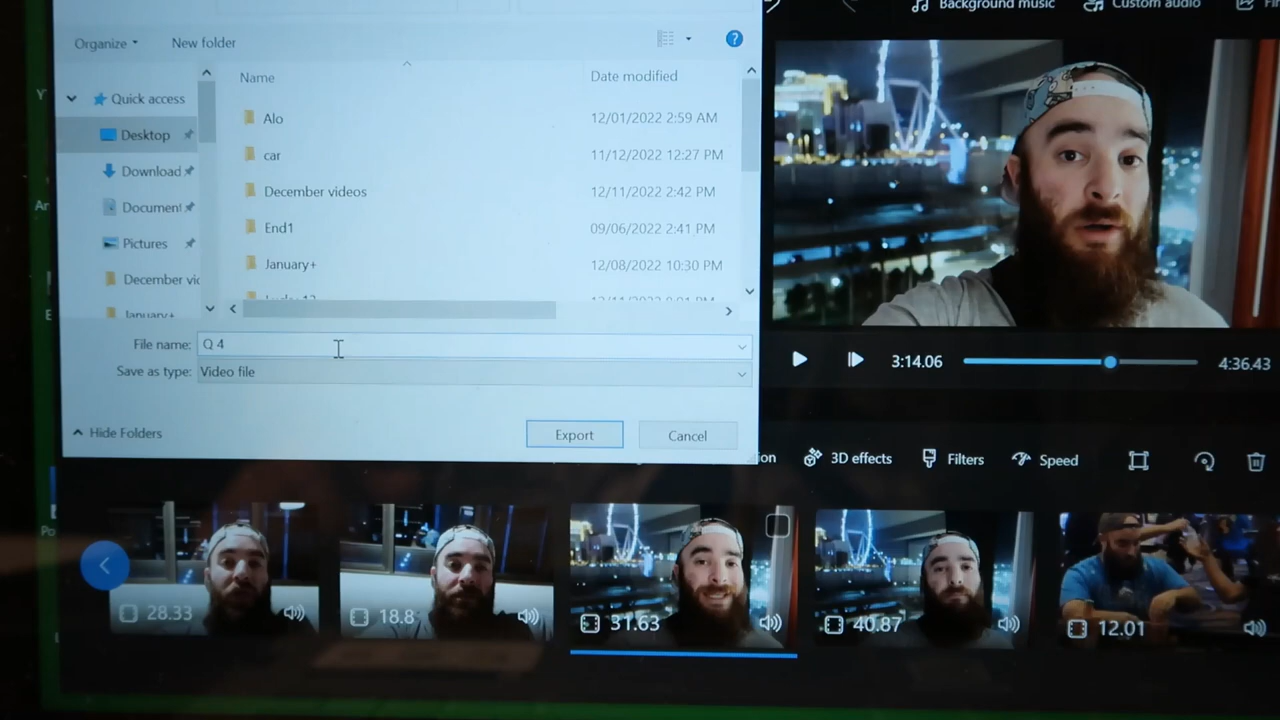 Background music
Custom audio
Organize
New folder
Name
Date modified
Quick access
Alo
12/01/2022 2:59 AM
Desktop
car
11/12/2022 12:27 PM
Download
December videos
12/11/2022 2:42 PM
Document
End1
09/06/2022 2:41 PM
Pictures
January+
12/08/2022 10:30 PM
December vic
January+
File name: Q 4
Save as type: Video file
Hide Folders
Export
Cancel
3:14.06
4:36.43
3D effects
Filters
Speed
28.33
18.8
31.63
40.87
12.01